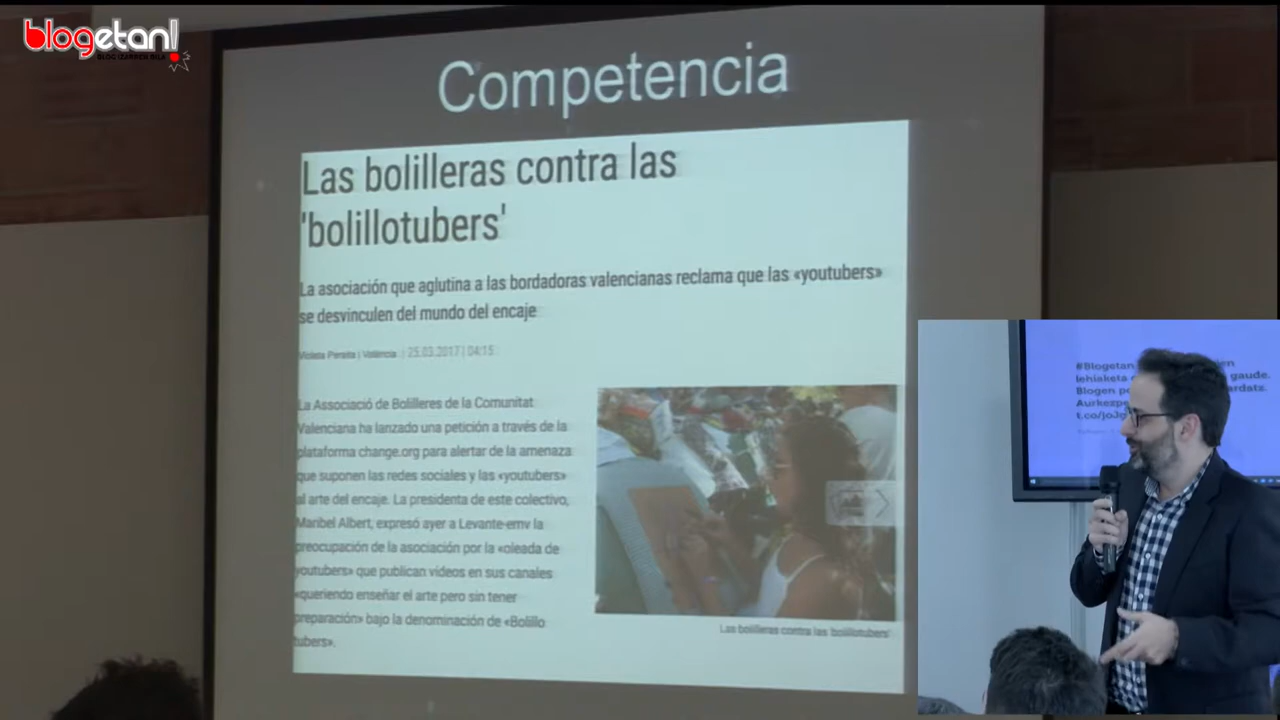 blogetan!
Competencia
Las bolilleras contra las
'bolillotubers'
La asociación que aglutina a las bordadoras valencianas reclama que las «youtubers»
se desvinculen del mundo del encaje
Violeta Peraita | València | 25.03.2017 | 04:15
La Associació de Bolilleres de la Comunitat
Valenciana ha lanzado una petición a través de la
plataforma change.org para alertar de la amenaza
que suponen las redes sociales y las «youtubers»
al arte del encaje. La presidenta de este colectivo,
Maribel Albert, expresó ayer a Levante-emv la
preocupación de la asociación por la «oleada de
youtubers» que publican vídeos en sus canales
«queriendo enseñar el arte pero sin tener
preparación» bajo la denominación de «Bolillo
tubers».
Las bolilleras contra las 'bolillotubers'.
#Blogetan
lehiaketa gaude.
Blogen
t.co/